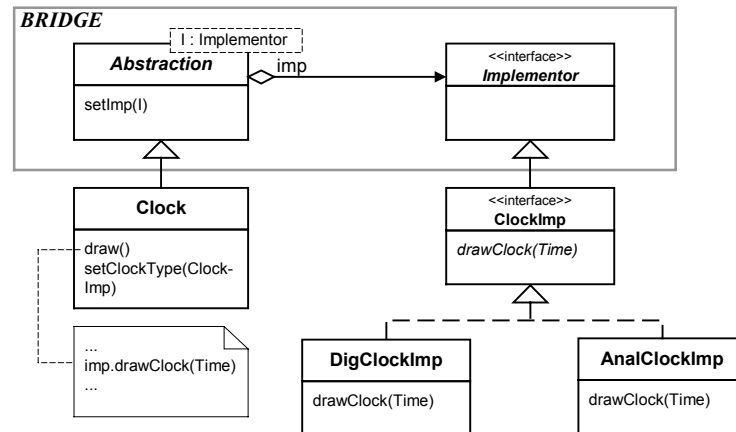 BRIDGE
I : Implementor
Abstraction
imp
<<interface>>
Implementor
setImp(I)
Clock
<<interface>>
ClockImp
draw()
setClockType(Clock-
Imp)
drawClock(Time)
...
imp.drawClock(Time)
...
DigClockImp
AnalClockImp
drawClock(Time)
drawClock(Time)